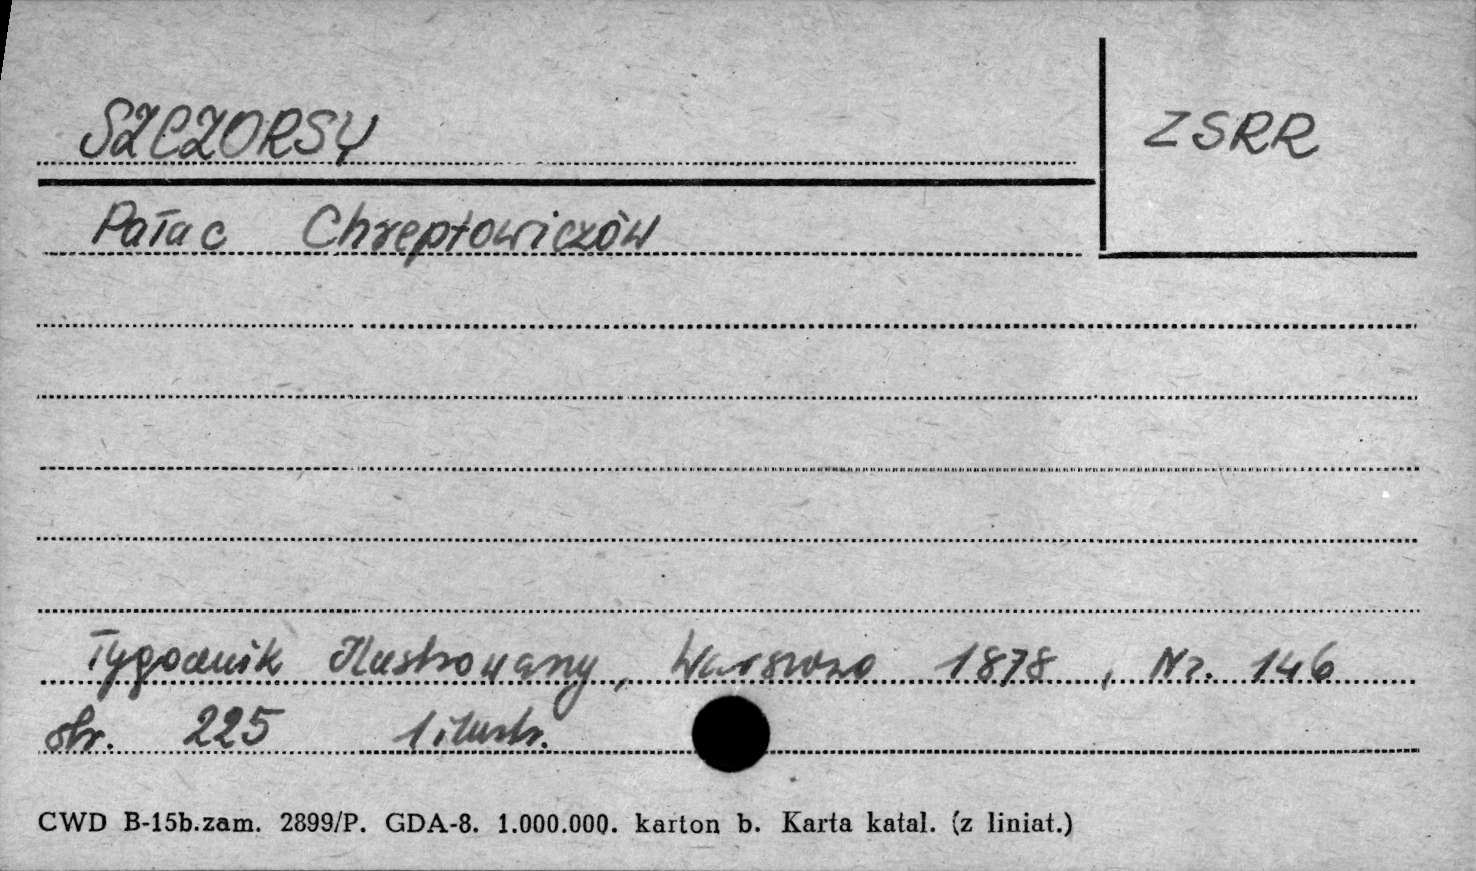 SZCZORSY
ZSRR
Pałac Chreptowiczów
Tygodnik Ilustrowany, Warszawa 1878, Nr. 146
str. 225 1 ilustr.
CWD B-15b.zam. 2899/P. GDA-8. 1.000.000. karton b. Karta katal. (z liniat.)